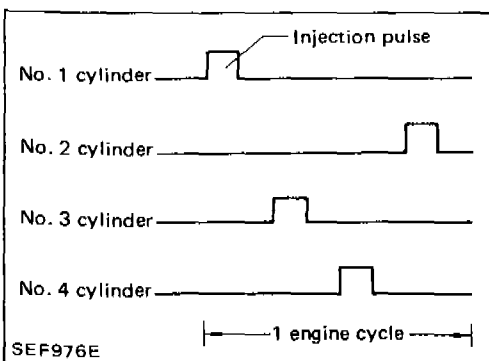 Injection pulse
No. 1 cylinder
No. 2 cylinder
No. 3 cylinder
No. 4 cylinder
1 engine cycle
SEF976E